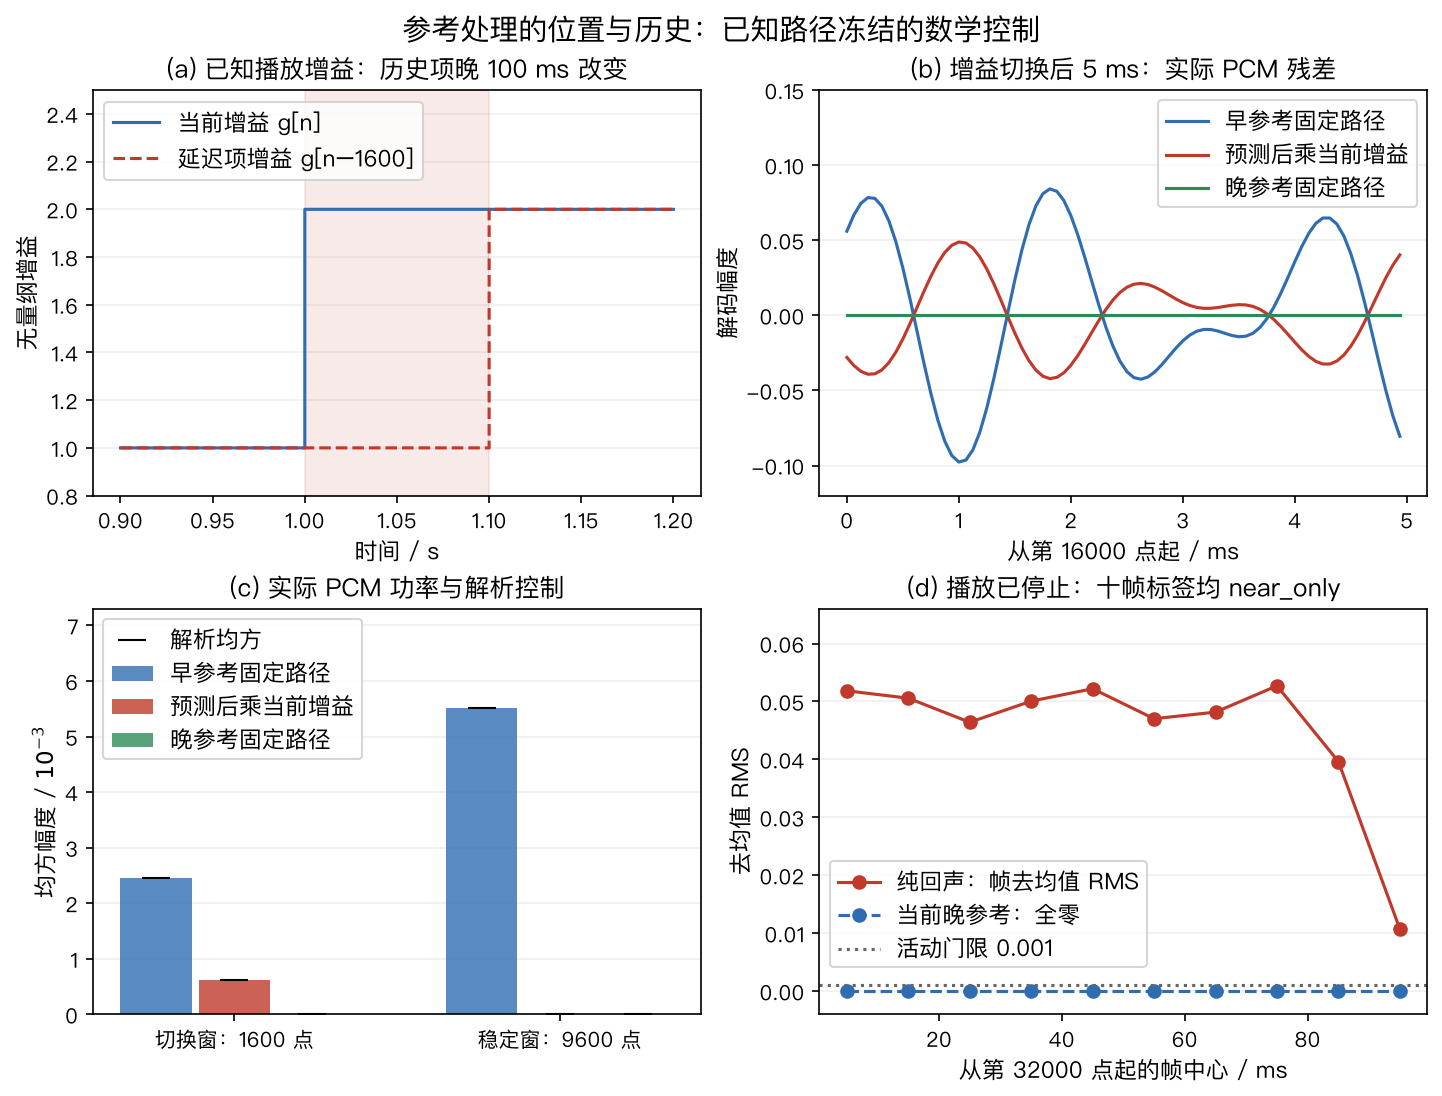 参考处理的位置与历史：已知路径冻结的数学控制
(a) 已知播放增益：历史项晚 100 ms 改变
当前增益 g[n]
延迟项增益 g[n−1600]
无量纲增益
2.4
2.2
2.0
1.8
1.6
1.4
1.2
1.0
0.8
0.90 0.95 1.00 1.05 1.10 1.15 1.20
时间 / s
(b) 增益切换后 5 ms：实际 PCM 残差
早参考固定路径
预测后乘当前增益
晚参考固定路径
解码幅度
0.15
0.10
0.05
0.00
−0.05
−0.10
0 1 2 3 4 5
从第 16000 点起 / ms
(c) 实际 PCM 功率与解析控制
解析均方
早参考固定路径
预测后乘当前增益
晚参考固定路径
均方幅度 / 10⁻³
7
6
5
4
3
2
1
0
切换窗：1600 点 稳定窗：9600 点
(d) 播放已停止：十帧标签均 near_only
纯回声：帧去均值 RMS
当前晚参考：全零
活动门限 0.001
去均值 RMS
0.06
0.05
0.04
0.03
0.02
0.01
0.00
20 40 60 80
从第 32000 点起的帧中心 / ms